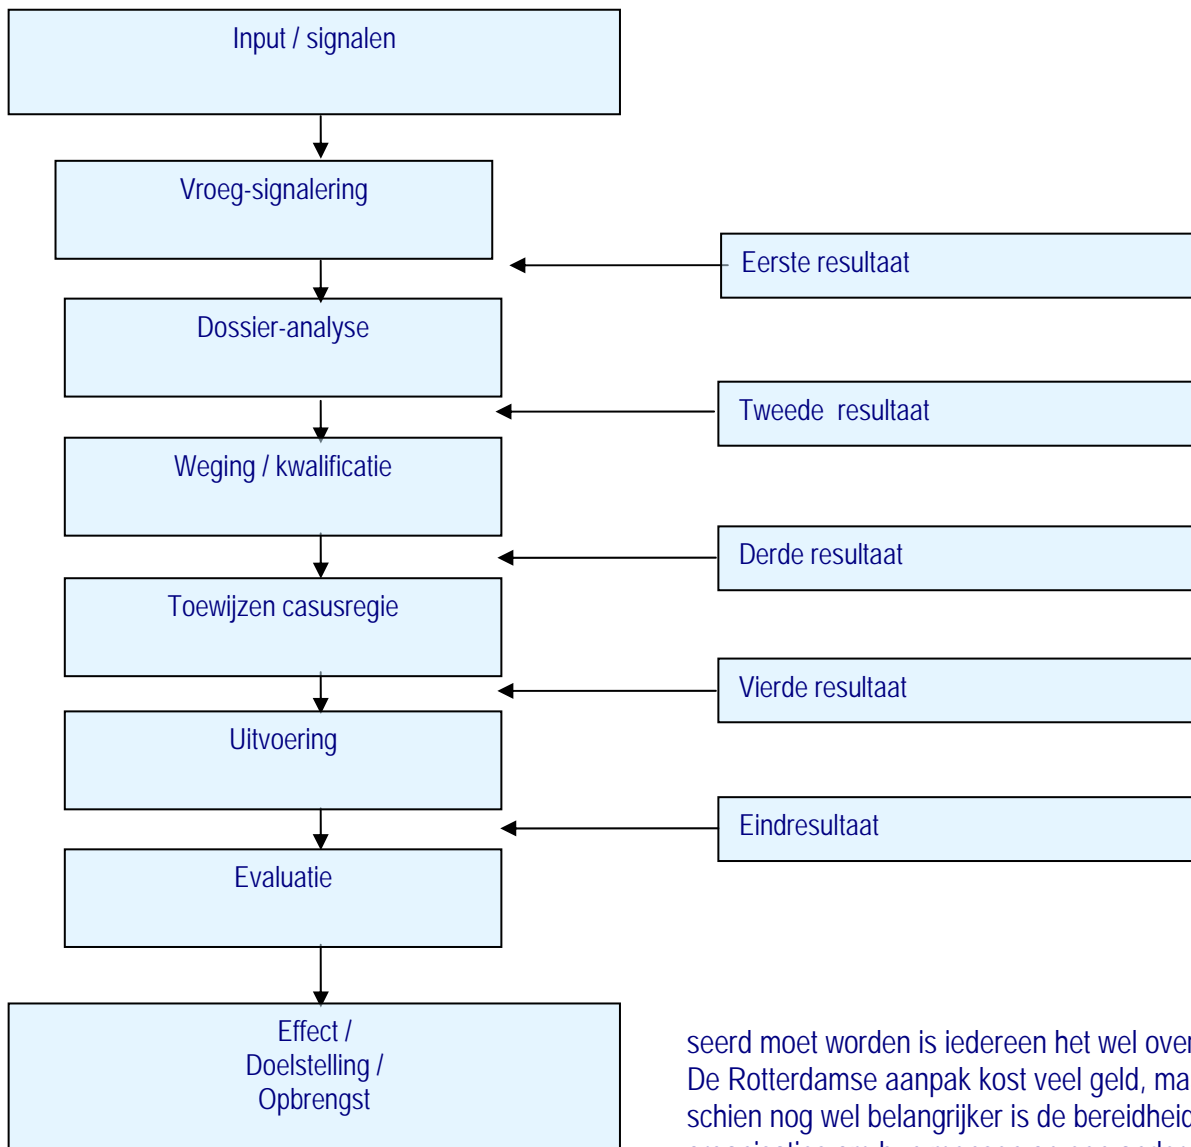 Input / signalen
Vroeg-signalering
Eerste resultaat
Dossier-analyse
Tweede resultaat
Weging / kwalificatie
Derde resultaat
Toewijzen casusregie
Vierde resultaat
Uitvoering
Eindresultaat
Evaluatie
Effect /
Doelstelling /
Opbrengst
seerd moet worden is iedereen het wel over
De Rotterdamse aanpak kost veel geld, ma
schien nog wel belangrijker is de bereidheid